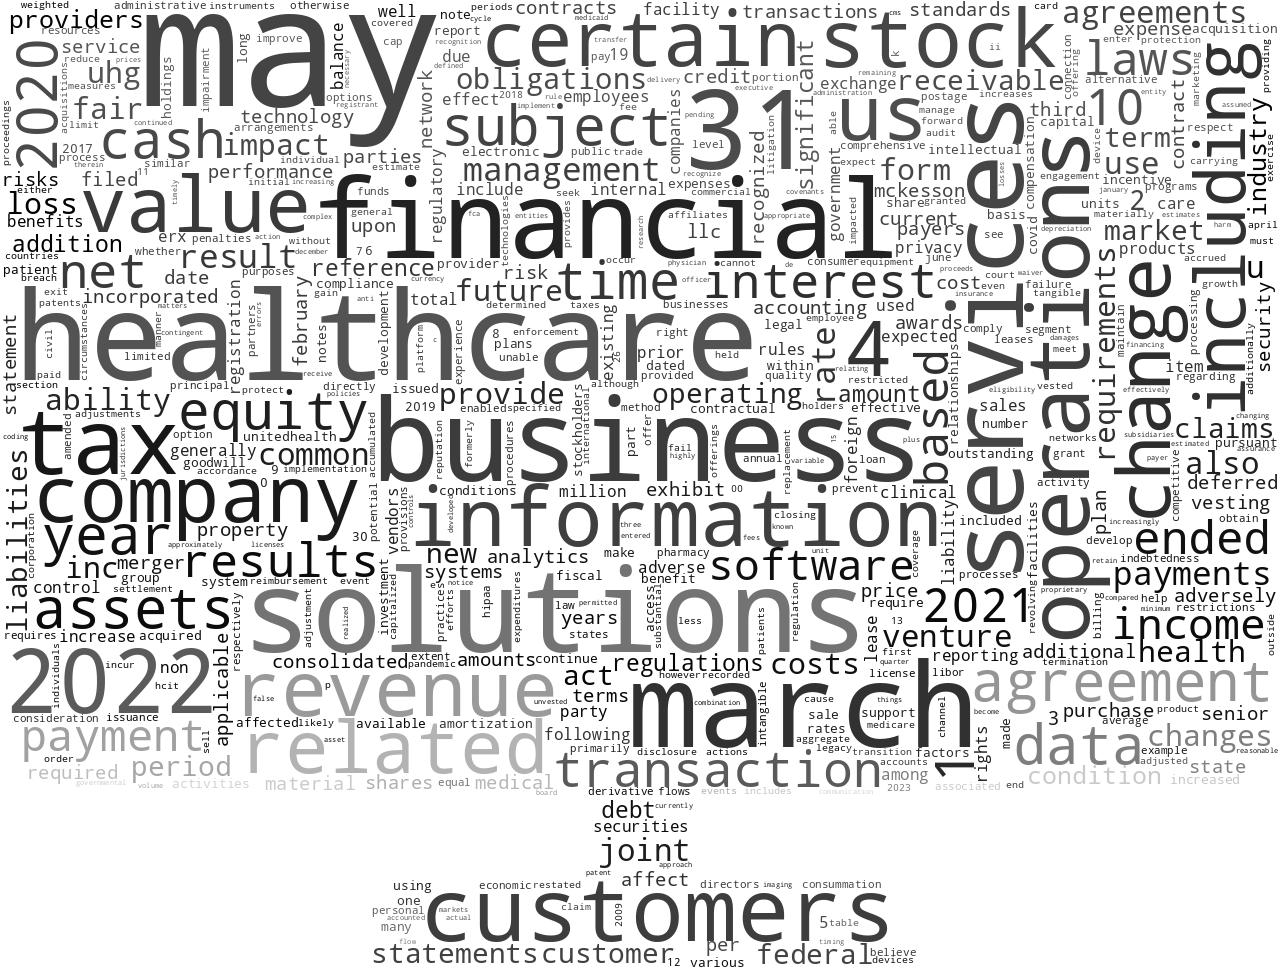 weighted administrative instruments otherwise
may
certain stock
periods cycle medicaid
contracts facility transactions standards agreements
providers resources
well covered note report recognition
card
expense acquisition
2020
service reduce prices
uhg measures
fair limit
holdings
impairment
long
improve
balance
necessary
cap
options registrant
technology
network
due defined
transfer
pay 19
obligations delivery
credit portion
executive
exchange receivable
remaining
laws
enter protection
alternative
marketing
including
providing
cash impact
effect 2018 fee employees implement
subject
31
us
companies
pending
level
significant
postage increases
manage
forward
audit
third
capital
10
entity
assumed
contract
industry
exercise
proceedings
2017 process therein
arrangements
similar individual
performance
parties
estimate
electronic public trade
management
recognize
recognized
litigation
comprehensive intellectual
term
use
respect
carrying
risks filed 11
initial increasing
loss
benefits
value
timely
funds
general
upon
regulatory
include seek internal expenses
commercial
covenants
government
form
mckesson
share granted
current
basis
services
losses
covid
compensation
incentive
january programs
units 2 care
materially estimates
market
april
must
financial
fca entities
technologies
provides
research
affiliates
llc
appropriate
impacted
payers
privacy
see
operations
depreciation
products
harm
addition
countries
patient
breach
erx penalties action
whether
complex
without
december
7 6
net
result
date
purposes
reference
compliance
provider
currency
risk
occur
physician cannot de
consumer equipment june
time interest
future
cost
proceeds
court
even
insurance
waiver
failure
tangible
accrued
growth
security
u
exit
patents
incorporated
matters
registration
partners
errors
gain
anti
total
determined taxes businesses
officer
accounting used
leases
segment
damages
meet
comply
requirements
maintain
change
processing
statement
civil
healthcare
circumstances
manner
contingent
limited
february
notes
receive
development
platform
c
experience
8 enforcement
plans
unable
existing
26
right
held
prior
dated
provided
legal
employee
rules
within
quality
rate
4
relating
awards
expected
restricted
financing
item
regarding
additionally
paid
section
principal
protect
directly
policies
issued
ability
equity
provide
although
operating
amount
based
relationships
eligibility
vested
effectively
subsidiaries
changing
tax
coding
amended
adjustments
jurisdictions
option
generally
goodwill
accordance
unitedhealth
common
0 9 implementation
2019
accumulated
business
reputation
enabled specified
formerly
procedures
stockholders
international
method
offer
part
contractual
fail
highly
offerings
holders
annual
replacement
variable
15
effective
foreign
loan
plus
sales
number
outstanding
networks
grant
payer
estimated
claims
pursuant
assurance
also
competitive
deferred
vesting
liabilities
company
potential
30
provisions
controls
vendors
conditions
developed
information
million exhibit 00
three
entered
prevent
closing
known
fees
clinical
included
activity
plan
increasingly
develop
obtain
year
corporation
property
approximately licenses
inc merger
results
new analytics make
pharmacy unit
coverage
liability
processes
facilities
retain
indebtedness
ended
control
group
settlement
system reimbursement event
investment
capitalized
systems
notice
practices
efforts
hipaa
expenditures
fiscal
adverse
benefit
software
price
require
2021
revolving
proprietary
billing
payments
compared help adversely
minimum restrictions
assets
requires increase acquired
respectively
solutions
adjustment
realized
law permitted
years
states
access
substantial
less
patients
regulation
13
lease
venture
income
outside
2022
individuals
incur non
hcit
applicable
consolidated
extent
pandemic
amounts continue
act
regulations
however recorded
costs
first
quarter
license libor
reporting
additional
termination
health
revenue
false
p
unvested
terms
party
march
combination
intangible
cause
sale
rates
aggregate
legacy
things
support
medicare
channel
become
agreement
consideration issuance
affected likely available amortization
following
primarily disclosure actions
transition factors
accounts
rights
made
3 purchase product senior
average
payment
sell
order
related
asset
transaction
among
1
data
changes
example
adjusted
reasonable
state
required
governmental
period
volume activities
material shares equal medical
board
derivative flows events includes communication
2023 associated end
condition
increased
debt currently
securities
joint
approach
patent
affect
using
one
economic restated
directors imaging consummation
personal
accounted
many
markets
actual
customers
claim
2009
5 table
flow
statements customer
12 various
per
timing
federal
believe
devices